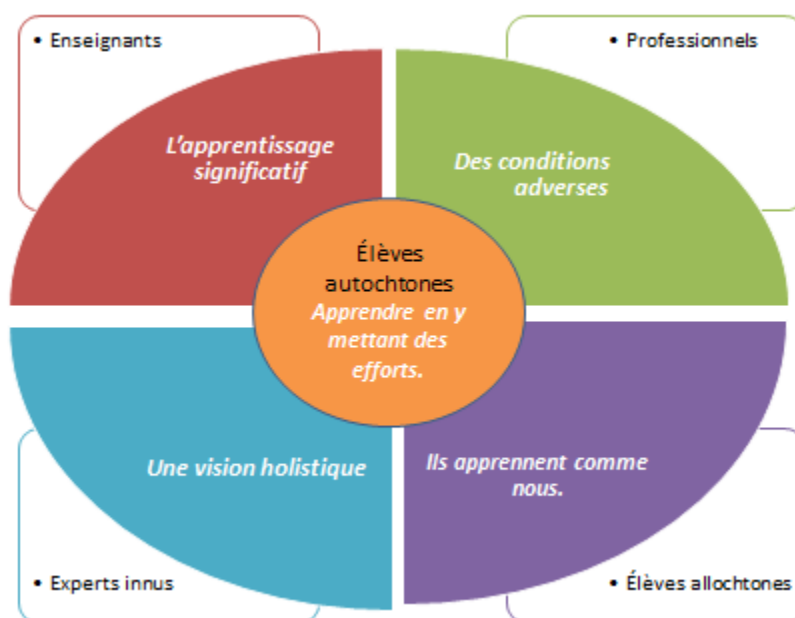 • Enseignants
• Professionnels
L'apprentissage
significatif
Des conditions
adverses
Élèves
autochtones
Apprendre en y
mettant des
efforts.
Une vision holistique
Ils apprennent comme
nous.
• Experts innus
• Élèves allochtones